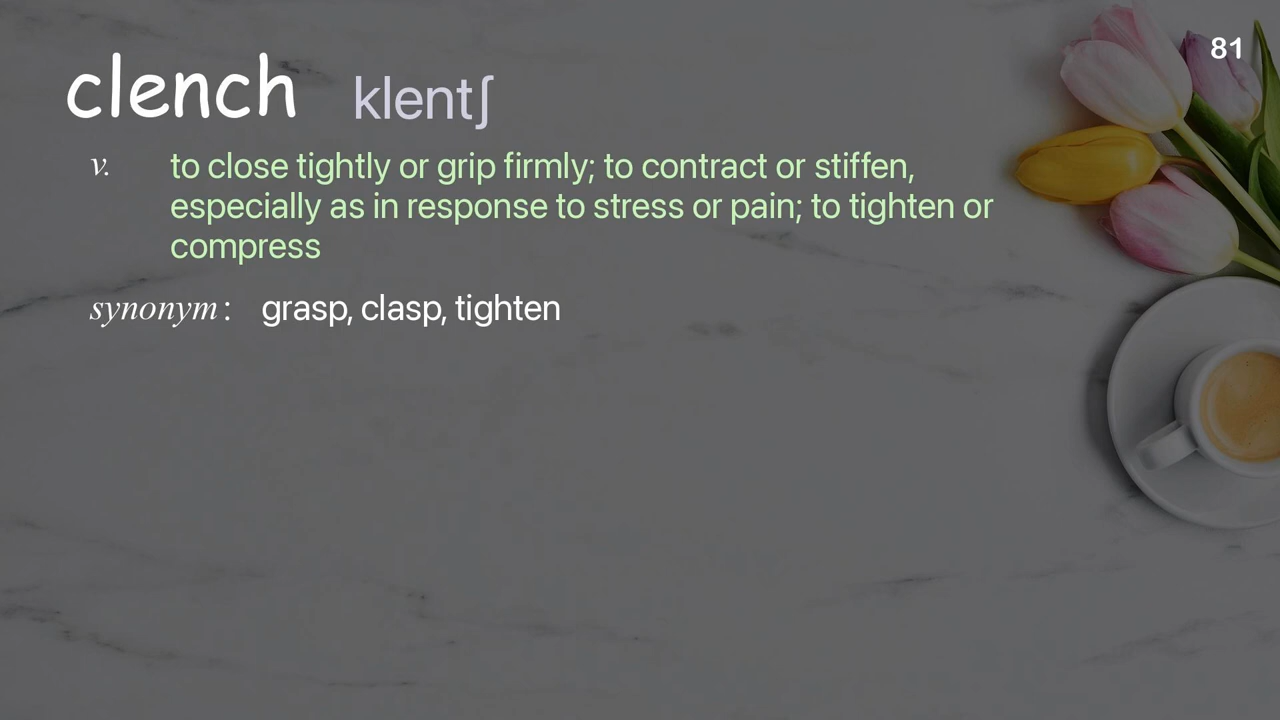 81
clench klentʃ
v. to close tightly or grip firmly; to contract or stiffen,
especially as in response to stress or pain; to tighten or
compress
synonym: grasp, clasp, tighten